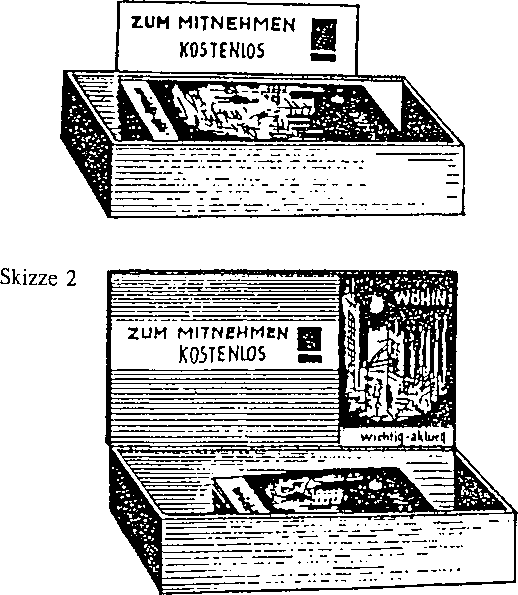 ZUM MITNEHMEN
KOSTENLOS
Skizze 2
ZUM MITNEHMEN
KOSTENLOS
WOHIN
wichtig-aktuell